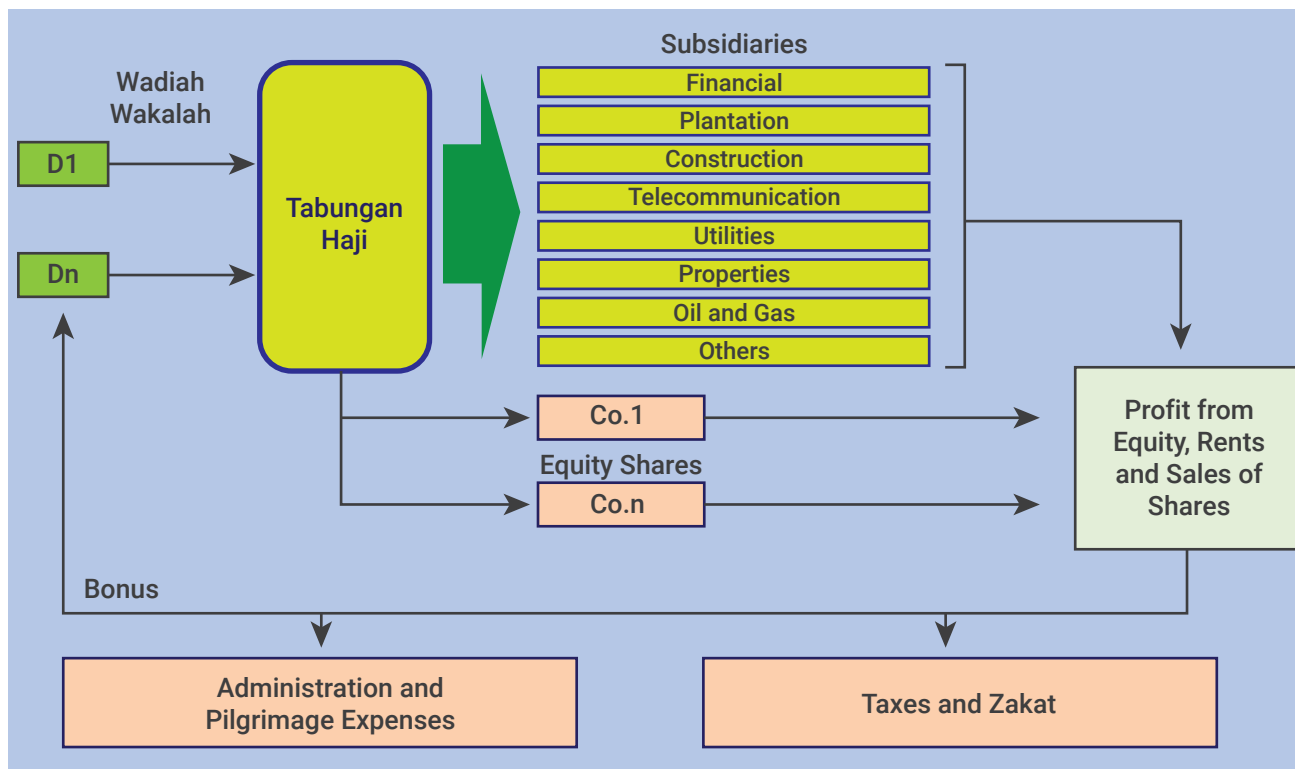 Wadiah
Wakalah
D1
Dn
Tabungan
Haji
Subsidiaries
Financial
Plantation
Construction
Telecommunication
Utilities
Properties
Oil and Gas
Others
Co.1
Equity Shares
Co.n
Profit from
Equity, Rents
and Sales of
Shares
Bonus
Administration and
Pilgrimage Expenses
Taxes and Zakat